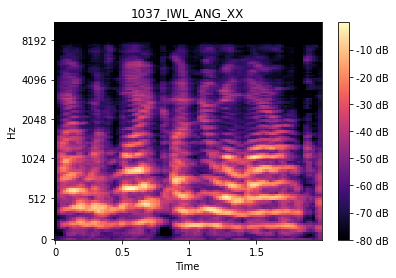 1037_IWL_ANG_XX
8192
4096
2048
1024
512
0
Hz
0
0.5
1
1.5
Time
-10 dB
-20 dB
-30 dB
-40 dB
-50 dB
-60 dB
-70 dB
-80 dB